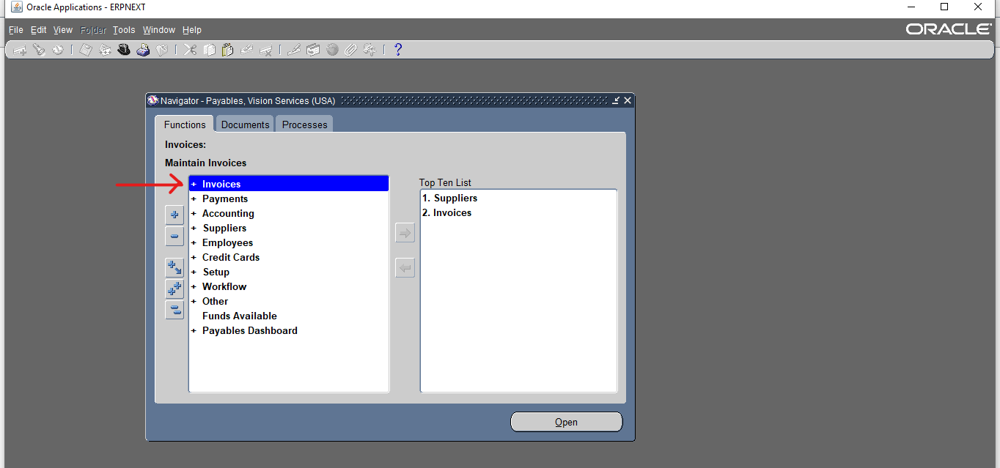 Oracle Applications - ERPNEXT
File Edit View Folder Tools Window Help
ORACLE
Navigator - Payables, Vision Services (USA)
Functions Documents Processes
Invoices:
Maintain Invoices
+ Invoices
+ Payments
+ Accounting
+ Suppliers
+ Employees
+ Credit Cards
+ Setup
+ Workflow
+ Other
Funds Available
+ Payables Dashboard
Top Ten List
1. Suppliers
2. Invoices
Open